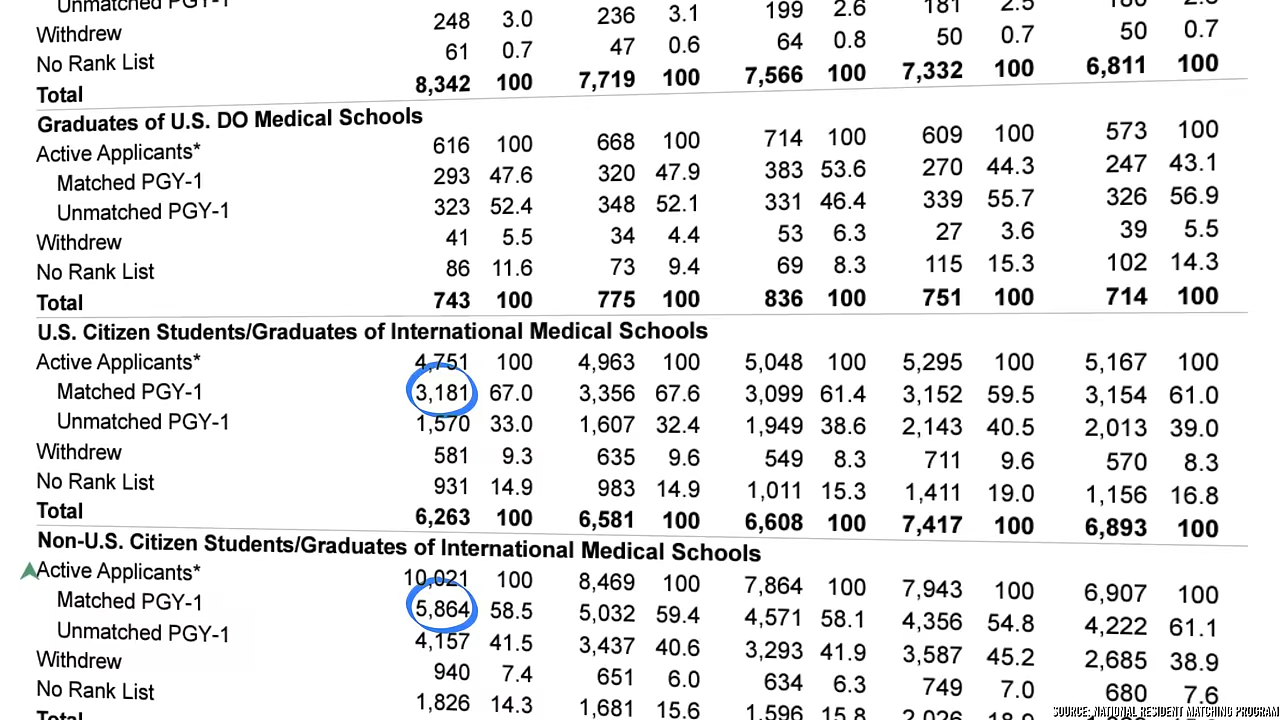 Unmatched PGY-1
Withdrew 248 3.0 236 3.1 199 2.6 181 2.5
No Rank List 61 0.7 47 0.6 64 0.8 50 0.7 50 0.7
Total 8,342 100 7,719 100 7,566 100 7,332 100 6,811 100
Graduates of U.S. DO Medical Schools
Active Applicants* 616 100 668 100 714 100 609 100 573 100
Matched PGY-1 293 47.6 320 47.9 383 53.6 270 44.3 247 43.1
Unmatched PGY-1 323 52.4 348 52.1 331 46.4 339 55.7 326 56.9
Withdrew 41 5.5 34 4.4 53 6.3 27 3.6 39 5.5
No Rank List 86 11.6 73 9.4 69 8.3 115 15.3 102 14.3
Total 743 100 775 100 836 100 751 100 714 100
U.S. Citizen Students/Graduates of International Medical Schools
Active Applicants* 4,751 100 4,963 100 5,048 100 5,295 100 5,167 100
Matched PGY-1 3,181 67.0 3,356 67.6 3,099 61.4 3,152 59.5 3,154 61.0
Unmatched PGY-1 1,570 33.0 1,607 32.4 1,949 38.6 2,143 40.5 2,013 39.0
Withdrew 581 9.3 635 9.6 549 8.3 711 9.6 570 8.3
No Rank List 931 14.9 983 14.9 1,011 15.3 1,411 19.0 1,156 16.8
Total 6,263 100 6,581 100 6,608 100 7,417 100 6,893 100
Non-U.S. Citizen Students/Graduates of International Medical Schools
Active Applicants* 10,021 100 8,469 100 7,864 100 7,943 100 6,907 100
Matched PGY-1 5,864 58.5 5,032 59.4 4,571 58.1 4,356 54.8 4,222 61.1
Unmatched PGY-1 4,157 41.5 3,437 40.6 3,293 41.9 3,587 45.2 2,685 38.9
Withdrew 940 7.4 651 6.0 634 6.3 749 7.0 680 7.6
No Rank List 1,826 14.3 1,681 15.6 1,596 15.8 2,026
Total
SOURCE: NATIONAL RESIDENT MATCHING PROGRAM